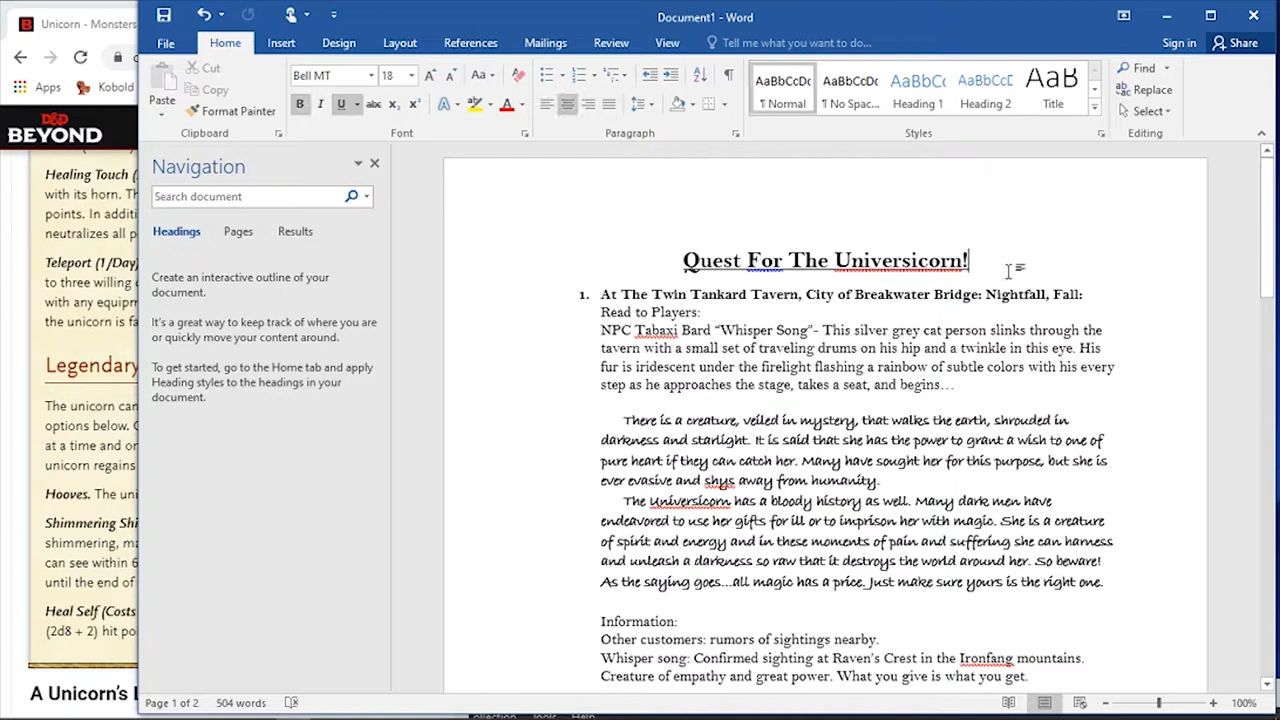 Unicorn - Monsters
Document1 - Word
File Home Insert Design Layout References Mailings Review View Tell me what you want to do... Sign in Share
Apps Kobold
Paste
Cut
Copy
Format Painter
Clipboard
Bell MT 18
Font
Paragraph
AaBbCcDc AaBbCcDc AaBbCc AaBbCcD AaB
¶ Normal ¶ No Spac... Heading 1 Heading 2 Title
Styles
Find
Replace
Select
Editing
D&D
BEYOND
Healing Touch (
with its horn. Th
points. In additi
neutralizes all p
Teleport (1/Day)
to three willing c
with any equipm
the unicorn is fa
Legendary
The unicorn can
options below. O
at a time and on
unicorn regains
Hooves. The uni
Shimmering Shi
shimmering, ma
can see within 6
until the end of
Heal Self (Costs
(2d8 + 2) hit po
A Unicorn's L
Navigation
Search document
Headings Pages Results
Create an interactive outline of your
document.
It's a great way to keep track of where you are
or quickly move your content around.
To get started, go to the Home tab and apply
Heading styles to the headings in your
document.
Quest For The Universicorn!
1. At The Twin Tankard Tavern, City of Breakwater Bridge: Nightfall, Fall:
Read to Players:
NPC Tabaxi Bard “Whisper Song”- This silver grey cat person slinks through the
tavern with a small set of traveling drums on his hip and a twinkle in this eye. His
fur is iridescent under the firelight flashing a rainbow of subtle colors with his every
step as he approaches the stage, takes a seat, and begins…
There is a creature, veiled in mystery, that walks the earth, shrouded in
darkness and starlight. It is said that she has the power to grant a wish to one of
pure heart if they can catch her. Many have sought her for this purpose, but she is
ever evasive and shys away from humanity.
The Universicorn has a bloody history as well. Many dark men have
endeavored to use her gifts for ill or to imprison her with magic. She is a creature
of spirit and energy and in these moments of pain and suffering she can harness
and unleash a darkness so raw that it destroys the world around her. So beware!
As the saying goes...all magic has a price. Just make sure yours is the right one.
Information:
Other customers: rumors of sightings nearby.
Whisper song: Confirmed sighting at Raven's Crest in the Ironfang mountains.
Creature of empathy and great power. What you give is what you get.
Page 1 of 2 504 words
100%